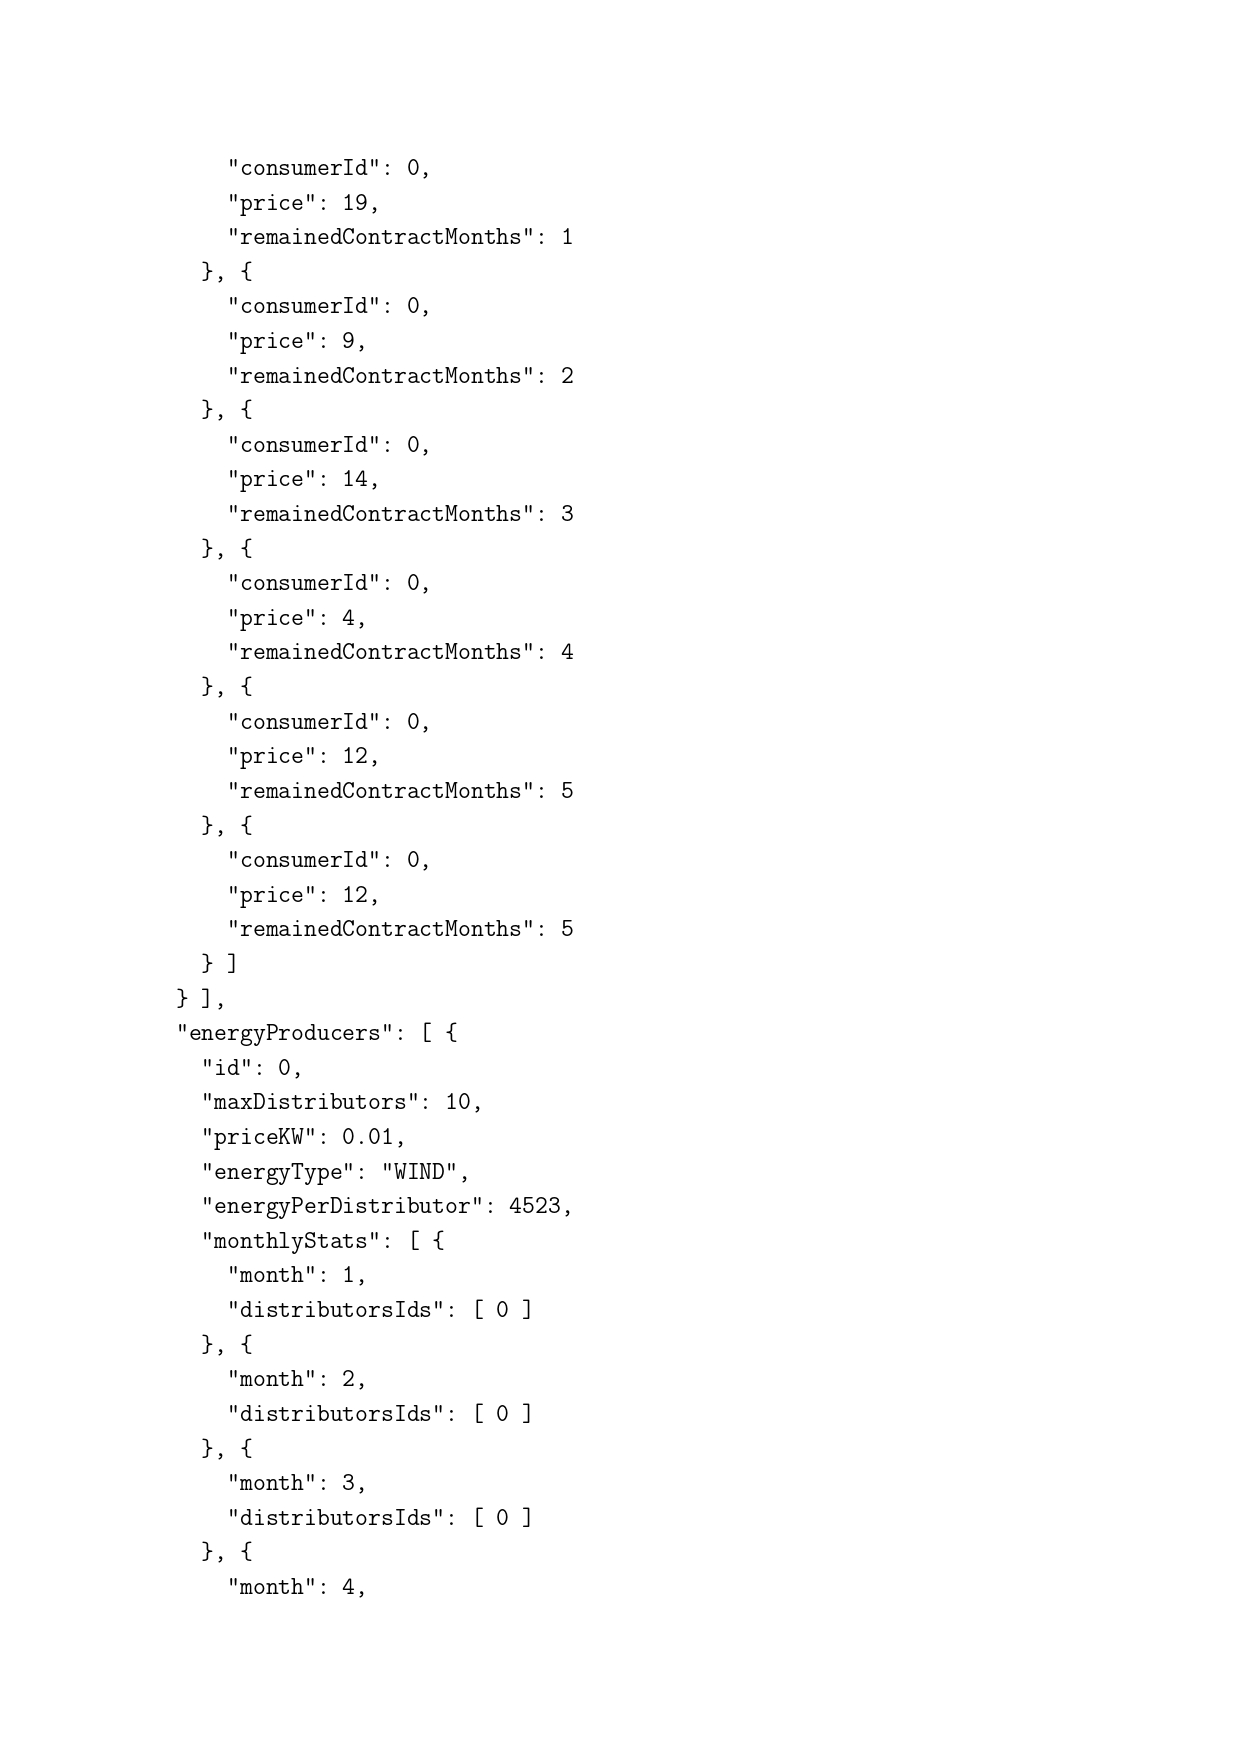 "consumerId": 0,
"price": 19,
"remainedContractMonths": 1
}, {
"consumerId": 0,
"price": 9,
"remainedContractMonths": 2
}, {
"consumerId": 0,
"price": 14,
"remainedContractMonths": 3
}, {
"consumerId": 0,
"price": 4,
"remainedContractMonths": 4
}, {
"consumerId": 0,
"price": 12,
"remainedContractMonths": 5
}, {
"consumerId": 0,
"price": 12,
"remainedContractMonths": 5
} ]
} ],
"energyProducers": [ {
"id": 0,
"maxDistributors": 10,
"priceKW": 0.01,
"energyType": "WIND",
"energyPerDistributor": 4523,
"monthlyStats": [ {
"month": 1,
"distributorsIds": [ 0 ]
}, {
"month": 2,
"distributorsIds": [ 0 ]
}, {
"month": 3,
"distributorsIds": [ 0 ]
}, {
"month": 4,